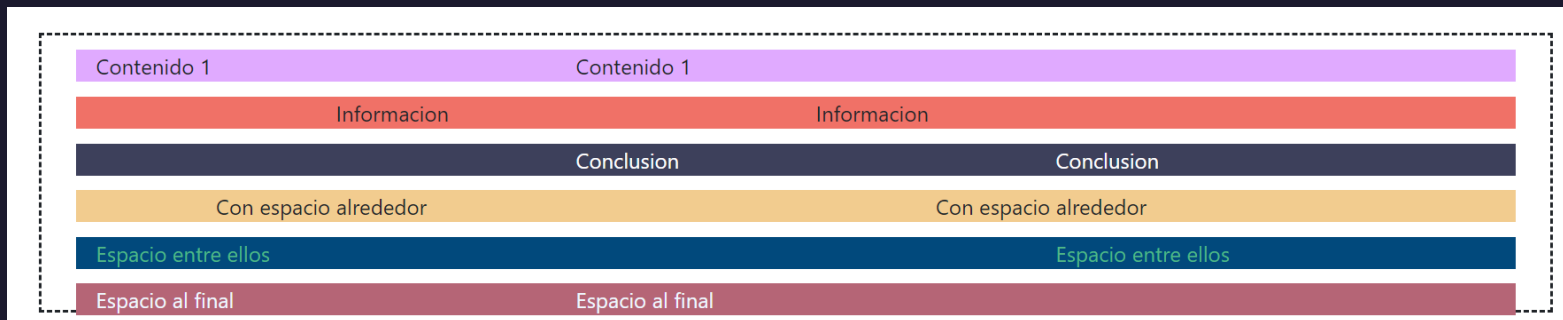 Contenido 1 Contenido 1
Informacion Informacion
Conclusion Conclusion
Con espacio alrededor Con espacio alrededor
Espacio entre ellos Espacio entre ellos
Espacio al final Espacio al final